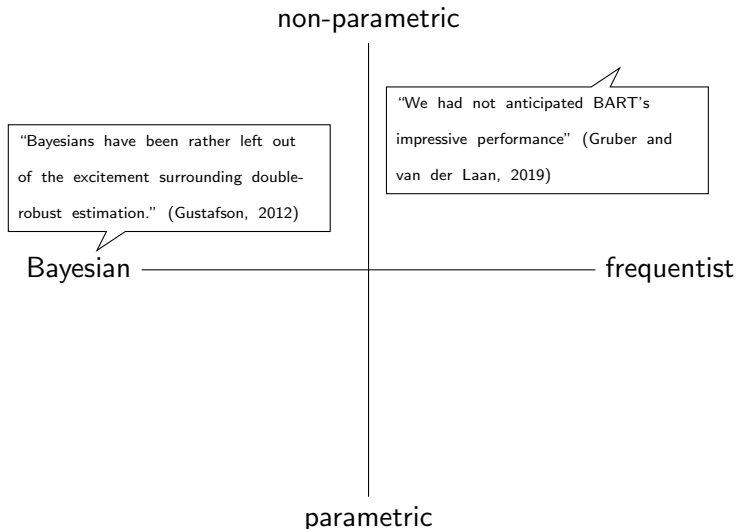 non-parametric
“We had not anticipated BART’s
impressive performance” (Gruber and
van der Laan, 2019)
“Bayesians have been rather left out
of the excitement surrounding double-
robust estimation.” (Gustafson, 2012)
Bayesian
frequentist
parametric